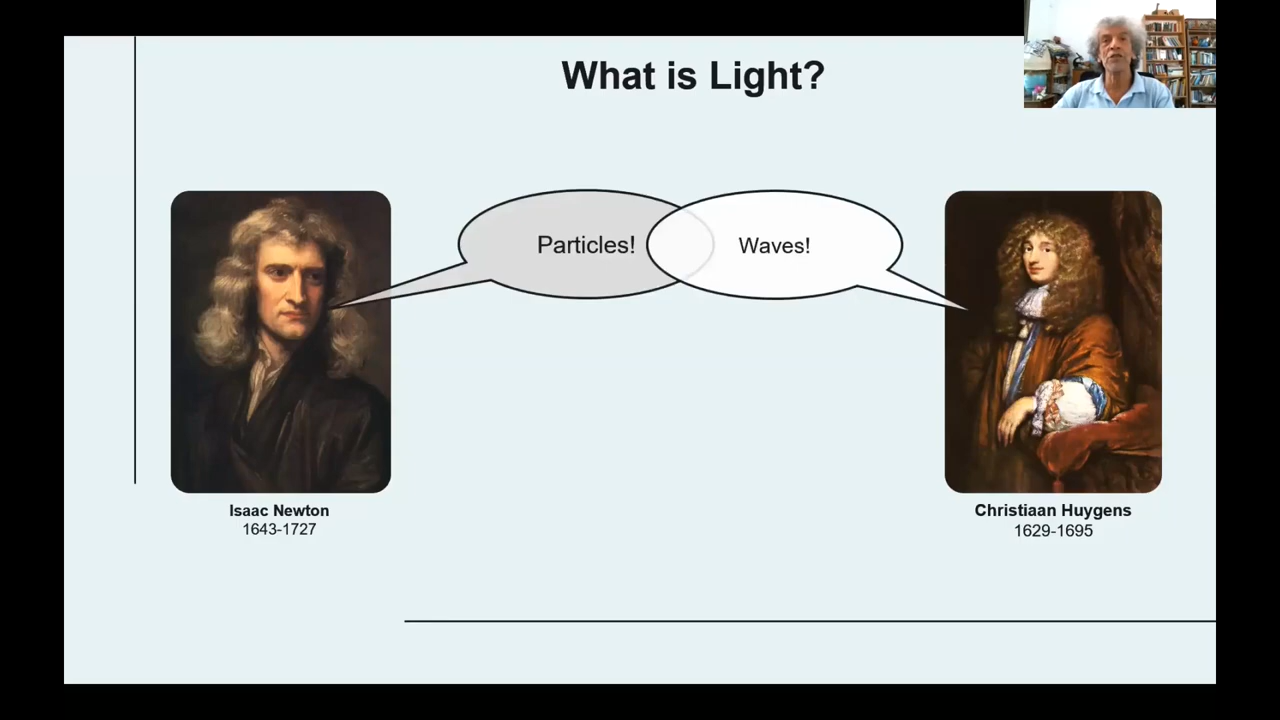 What is Light?
Particles!
Waves!
Isaac Newton
1643-1727
Christiaan Huygens
1629-1695